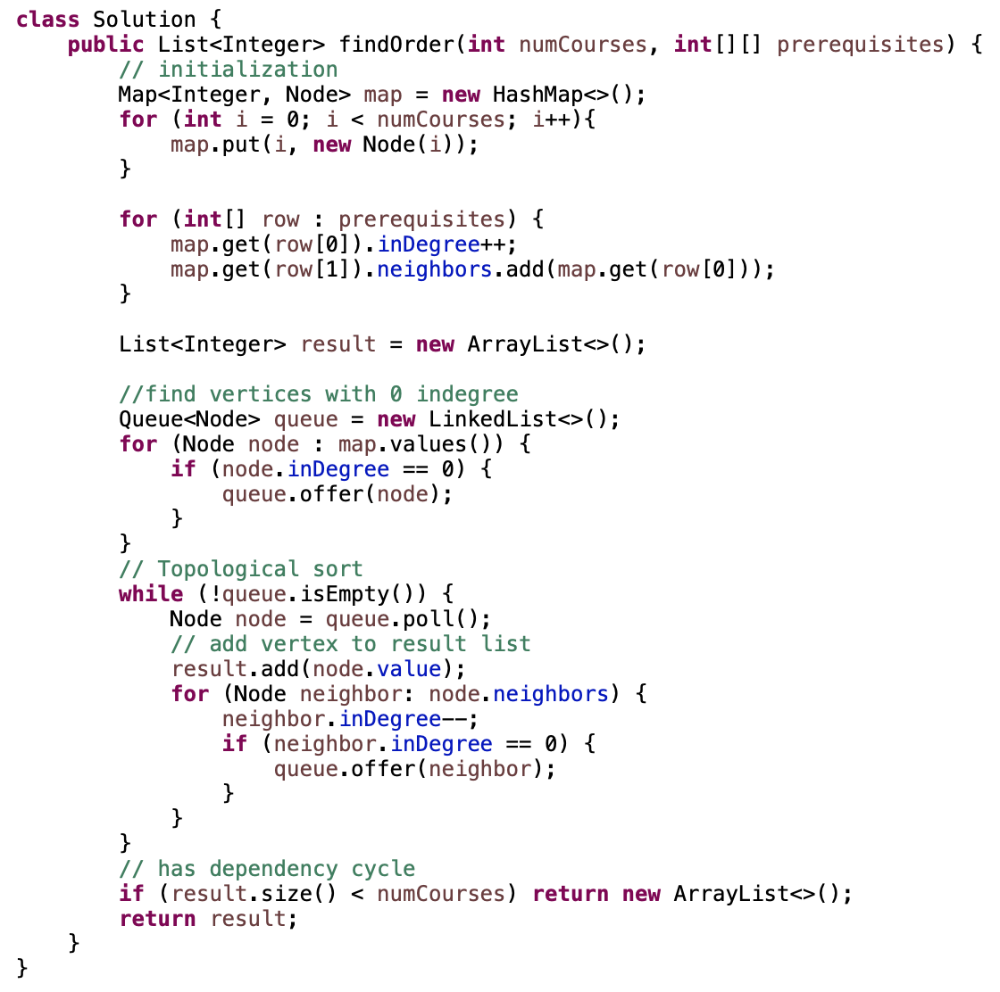 class Solution {
    public List<Integer> findOrder(int numCourses, int[][] prerequisites) {
        // initialization
        Map<Integer, Node> map = new HashMap<>();
        for (int i = 0; i < numCourses; i++){
            map.put(i, new Node(i));
        }

        for (int[] row : prerequisites) {
            map.get(row[0]).inDegree++;
            map.get(row[1]).neighbors.add(map.get(row[0]));
        }

        List<Integer> result = new ArrayList<>();

        //find vertices with 0 indegree
        Queue<Node> queue = new LinkedList<>();
        for (Node node : map.values()) {
            if (node.inDegree == 0) {
                queue.offer(node);
            }
        }
        // Topological sort
        while (!queue.isEmpty()) {
            Node node = queue.poll();
            // add vertex to result list
            result.add(node.value);
            for (Node neighbor: node.neighbors) {
                neighbor.inDegree--;
                if (neighbor.inDegree == 0) {
                    queue.offer(neighbor);
                }
            }
        }
        // has dependency cycle
        if (result.size() < numCourses) return new ArrayList<>();
        return result;
    }
}